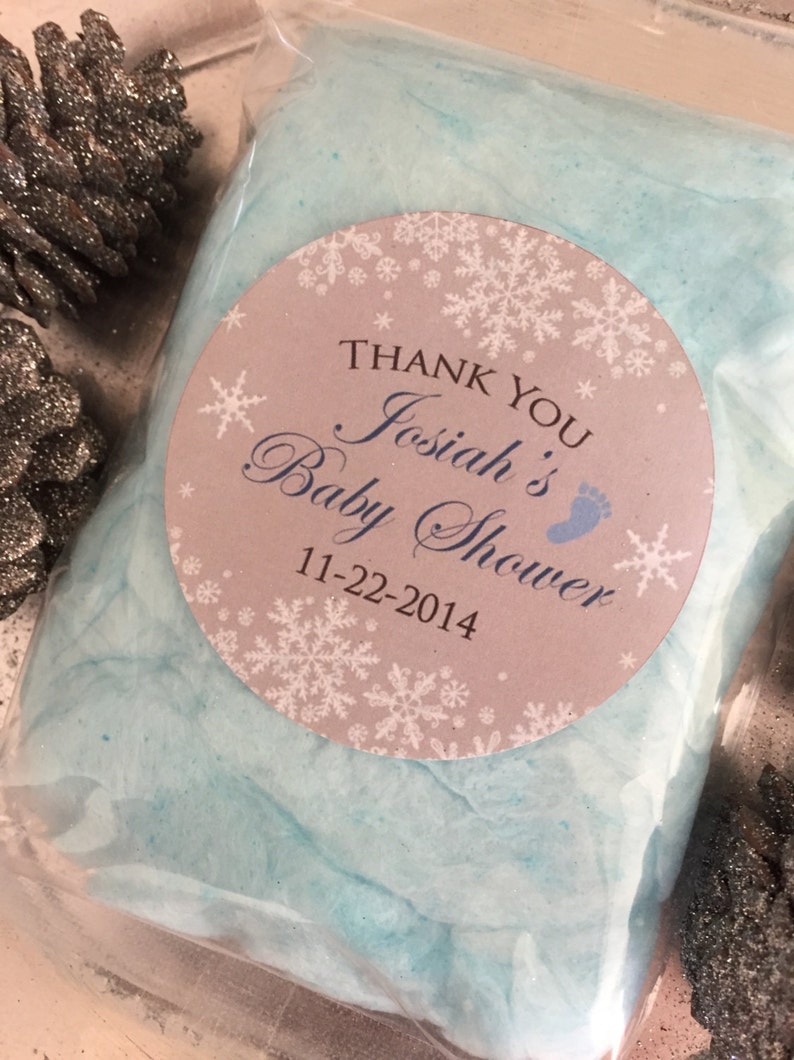 THANK YOU
Josiah's
Baby Shower
11-22-2014